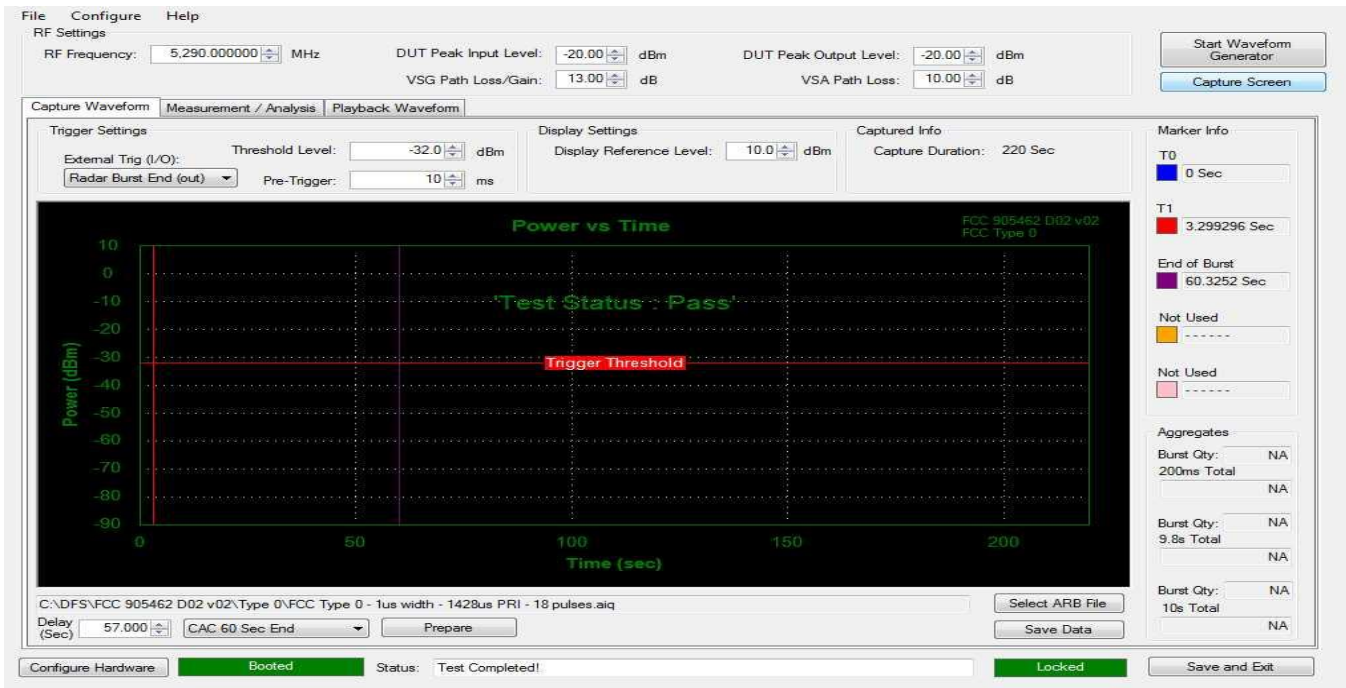 File Configure Help
RF Settings
RF Frequency: 5,290.000000 MHz DUT Peak Input Level: -20.00 dBm DUT Peak Output Level: -20.00 dBm
VSG Path Loss/Gain: 13.00 dB VSA Path Loss: 10.00 dB
Start Waveform Generator
Capture Screen
Capture Waveform Measurement / Analysis Playback Waveform
Trigger Settings
External Trig (I/O):
Radar Burst End (out)
Threshold Level: -32.0 dBm
Pre-Trigger: 10 ms
Display Settings
Display Reference Level: 10.0 dBm
Captured Info
Capture Duration: 220 Sec
Marker Info
T0
0 Sec
T1
3.299296 Sec
End of Burst
60.3252 Sec
Not Used
------
Not Used
------
Aggregates
Burst Qty: NA
200ms Total
NA
Burst Qty: NA
9.8s Total
NA
Burst Qty: NA
10s Total
NA
Power vs Time
FCC 905462 D02 v02
FCC Type 0
'Test Status : Pass'
Trigger Threshold
Power (dBm)
10
0
-10
-20
-30
-40
-50
-60
-70
-80
-90
0 50 100 150 200
Time (sec)
C:\DFS\FCC 905462 D02 v02\Type 0\FCC Type 0 - 1us width - 1428us PRI - 18 pulses.aiq
Select ARB File
Delay (Sec) 57.000 CAC 60 Sec End Prepare
Save Data
Configure Hardware Booted Status: Test Completed! Locked Save and Exit